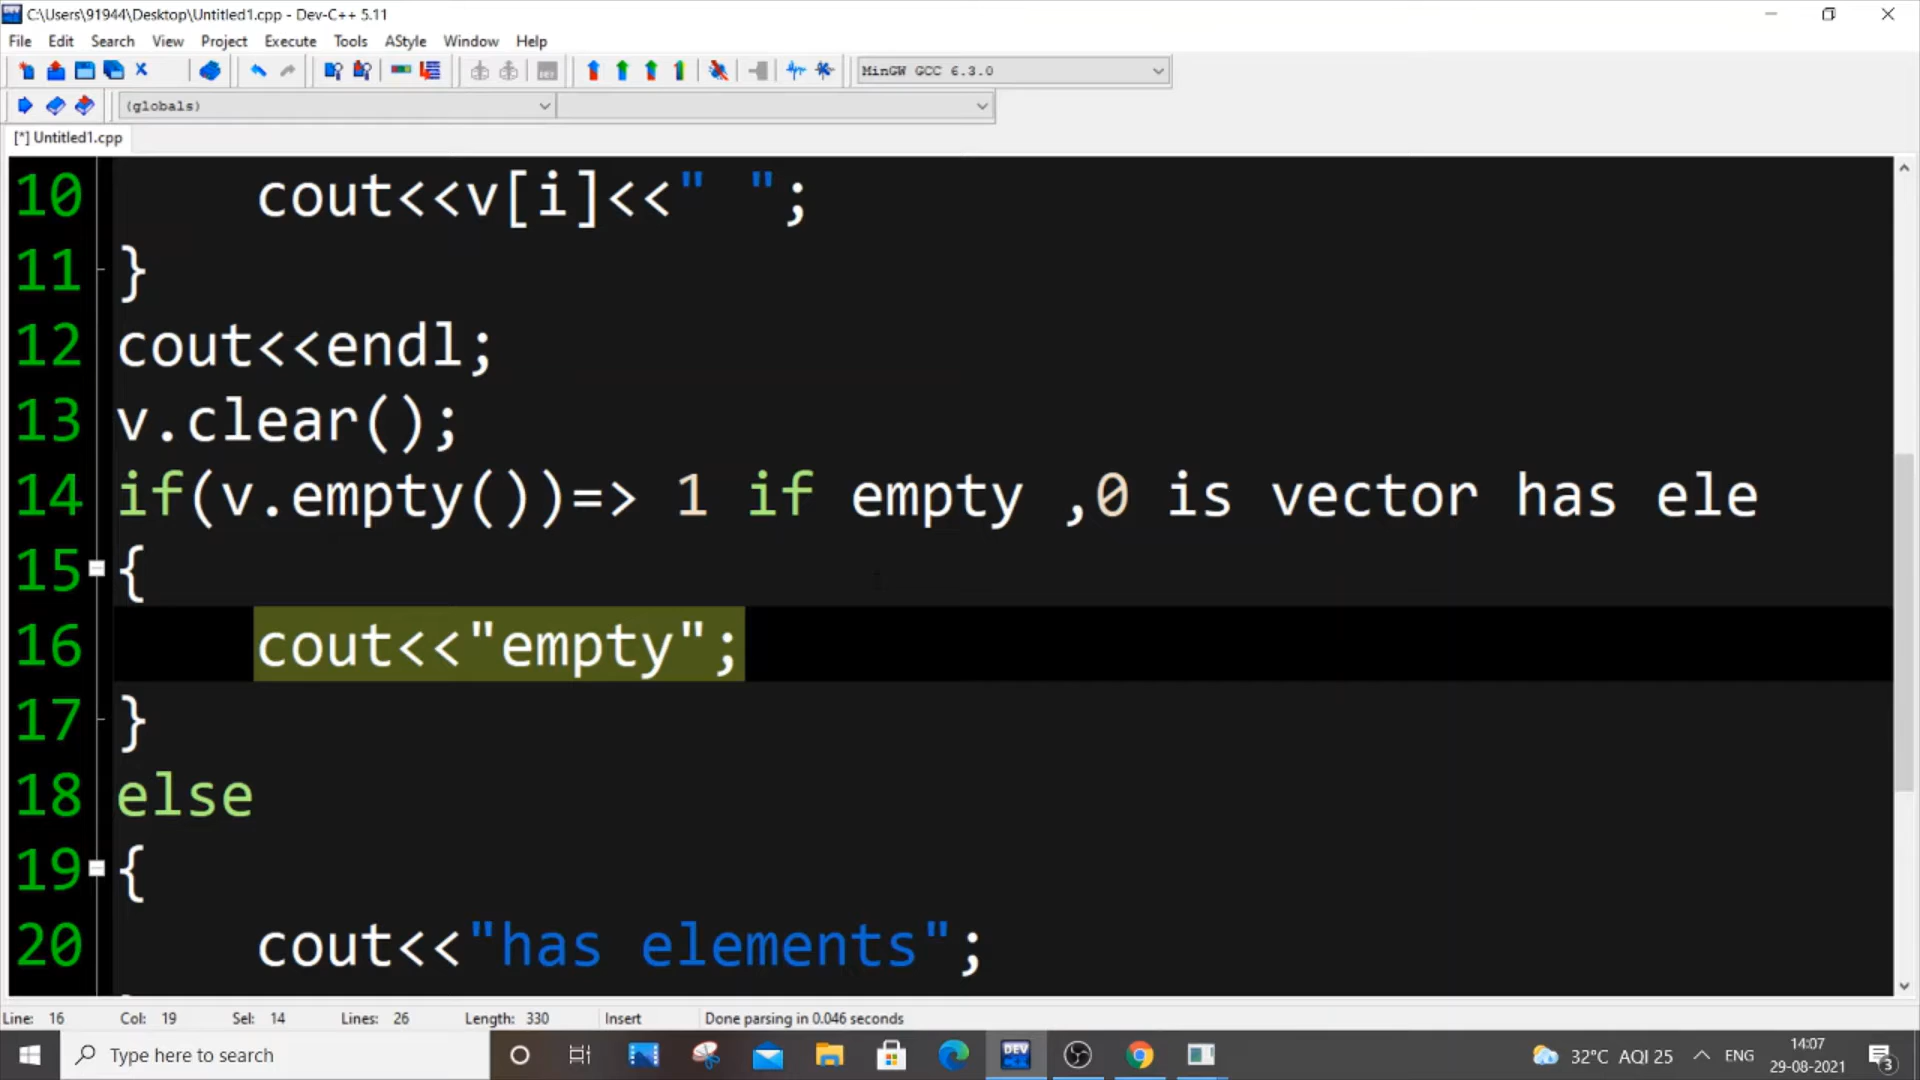 C:\Users\91944\Desktop\Untitled1.cpp - Dev-C++ 5.11
File Edit Search View Project Execute Tools AStyle Window Help
MinGW GCC 6.3.0
(globals)
[*] Untitled1.cpp
10 cout<<v[i]<<" ";
11 }
12 cout<<endl;
13 v.clear();
14 if(v.empty())=> 1 if empty ,0 is vector has ele
15 {
16 cout<<"empty";
17 }
18 else
19 {
20 cout<<"has elements";
Line: 16 Col: 19 Sel: 14 Lines: 26 Length: 330 Insert Done parsing in 0.046 seconds
Type here to search
DEV
32°C AQI 25
ENG
14:07
29-08-2021
3